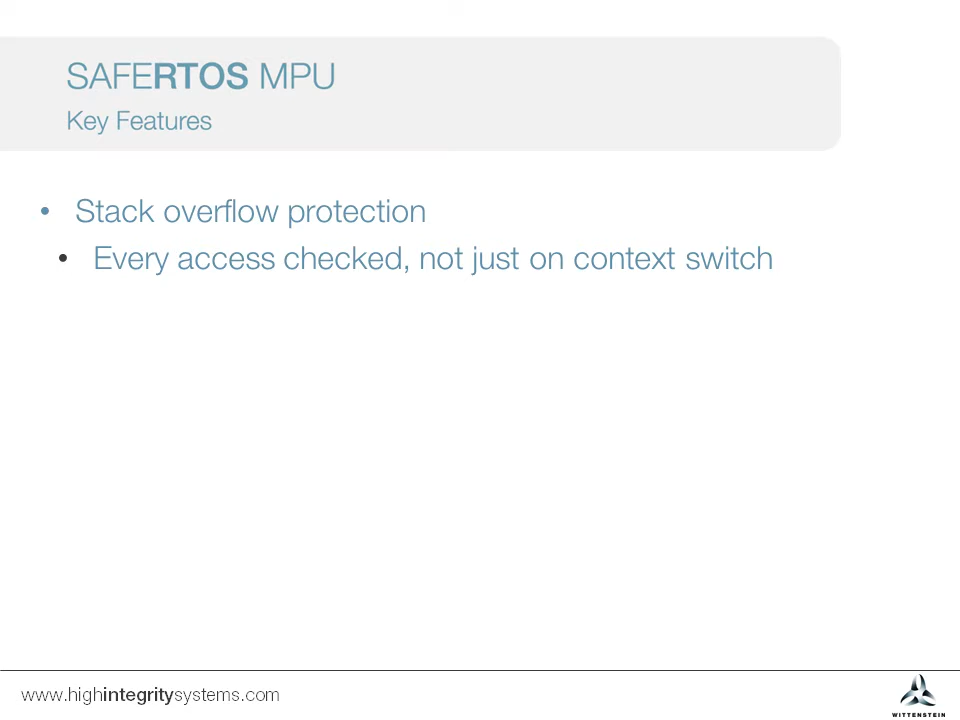 SAFERTOS MPU
Key Features
• Stack overflow protection
• Every access checked, not just on context switch
www.highintegritysystems.com
WITTENSTEIN